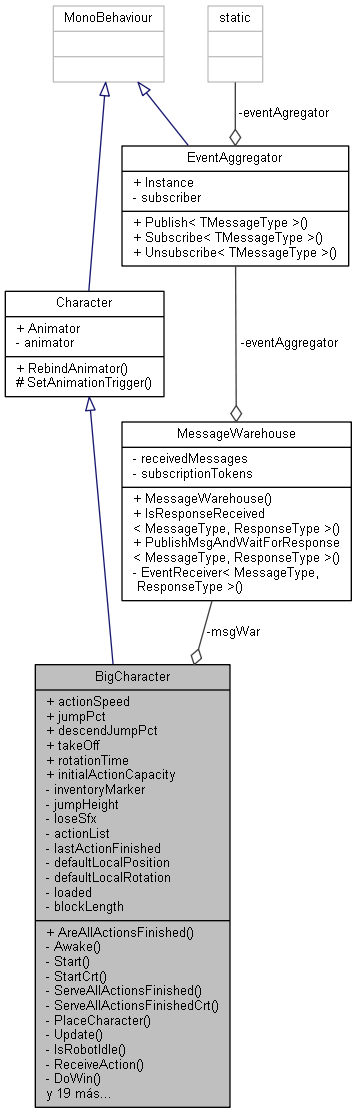 MonoBehaviour
static
-eventAgregator
EventAggregator
+ Instance
- subscriber
+ Publish< TMessageType >()
+ Subscribe< TMessageType >()
+ Unsubscribe< TMessageType >()
Character
+ Animator
- animator
+ RebindAnimator()
# SetAnimationTrigger()
-eventAggregator
MessageWarehouse
- receivedMessages
- subscriptionTokens
+ MessageWarehouse()
+ IsResponseReceived
< MessageType, ResponseType >()
+ PublishMsgAndWaitForResponse
< MessageType, ResponseType >()
- EventReceiver< MessageType,
ResponseType >()
-msgWar
BigCharacter
+ actionSpeed
+ jumpPct
+ descendJumpPct
+ takeOff
+ rotationTime
+ initialActionCapacity
- inventoryMarker
- jumpHeight
- loseSfx
- actionList
- lastActionFinished
- defaultLocalPosition
- defaultLocalRotation
- loaded
- blockLength
+ AreAllActionsFinished()
- Awake()
- Start()
- StartCrt()
- ServeAllActionsFinished()
- ServeAllActionsFinishedCrt()
- PlaceCharacter()
- Update()
- IsRobotIdle()
- ReceiveAction()
- DoWin()
y 19 más...